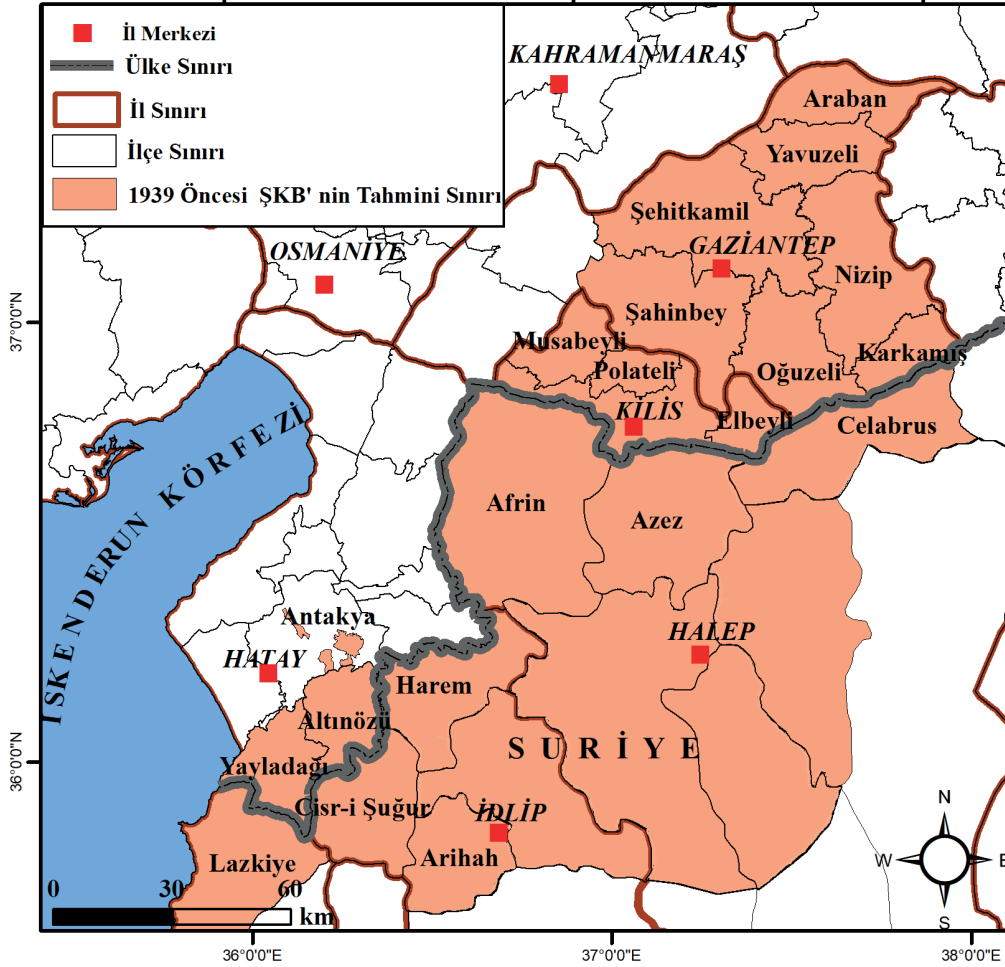 İl Merkezi
Ülke Sınırı
İl Sınırı
İlçe Sınırı
1939 Öncesi ŞKB' nin Tahmini Sınırı
KAHRAMANMARAŞ
Araban
Yavuzeli
Şehitkamil
GAZİANTEP
OSMANİYE
Nizip
37°0'0"N
Şahinbey
Musabeyli
Karkamış
Polateli
Oğuzeli
KİLİS
Elbeyli
Celabrus
İSKENDERUN KÖRFEZİ
Afrin
Azez
Antakya
HALEP
HATAY
Harem
Altınözü
SURİYE
36°0'0"N
Yayladağı
Cisr-i Şuğur
İDLİP
Arihah
Lazkiye
N
W
E
S
0 30 60
km
36°0'0"E
37°0'0"E
38°0'0"E